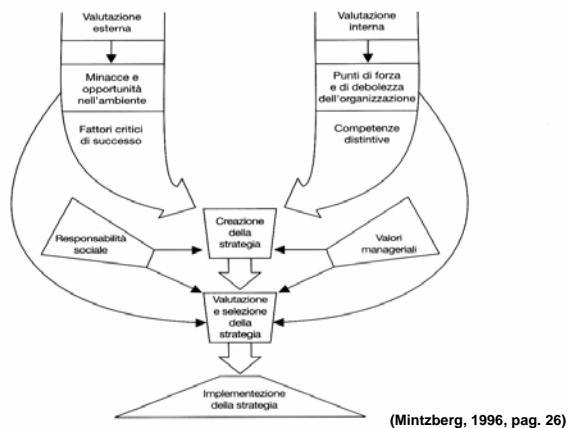 Valutazione
esterna
Valutazione
interna
Minacce e
opportunità
nell'ambiente
Punti di forza
e di debolezza
dell'organizzazione
Fattori critici
di successo
Competenze
distintive
Creazione
della
strategia
Responsabilità
sociale
Valori
manageriali
Valutazione
e selezione
della
strategia
Implementezione
della strategia
(Mintzberg, 1996, pag. 26)